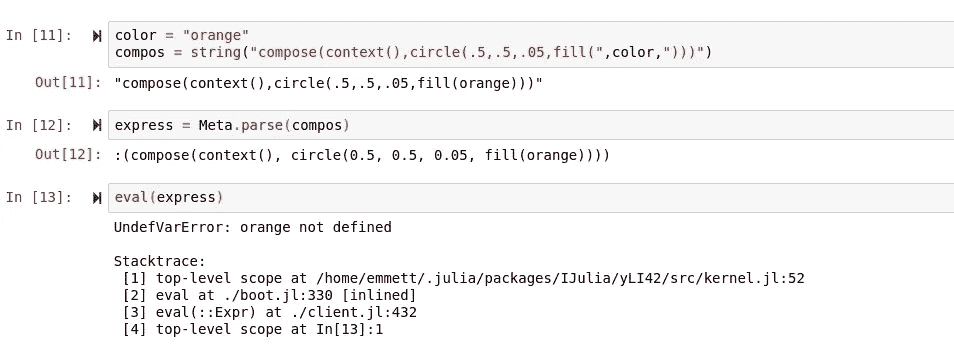 In [11]: color = "orange"
compos = string("compose(context(),circle(.5,.5,.05,fill(",color,")))")
Out[11]: "compose(context(),circle(.5,.5,.05,fill(orange)))"
In [12]: express = Meta.parse(compos)
Out[12]: :(compose(context(), circle(0.5, 0.5, 0.05, fill(orange))))
In [13]: eval(express)
UndefVarError: orange not defined
Stacktrace:
[1] top-level scope at /home/emmett/.julia/packages/IJulia/yLI42/src/kernel.jl:52
[2] eval at ./boot.jl:330 [inlined]
[3] eval(::Expr) at ./client.jl:432
[4] top-level scope at In[13]:1